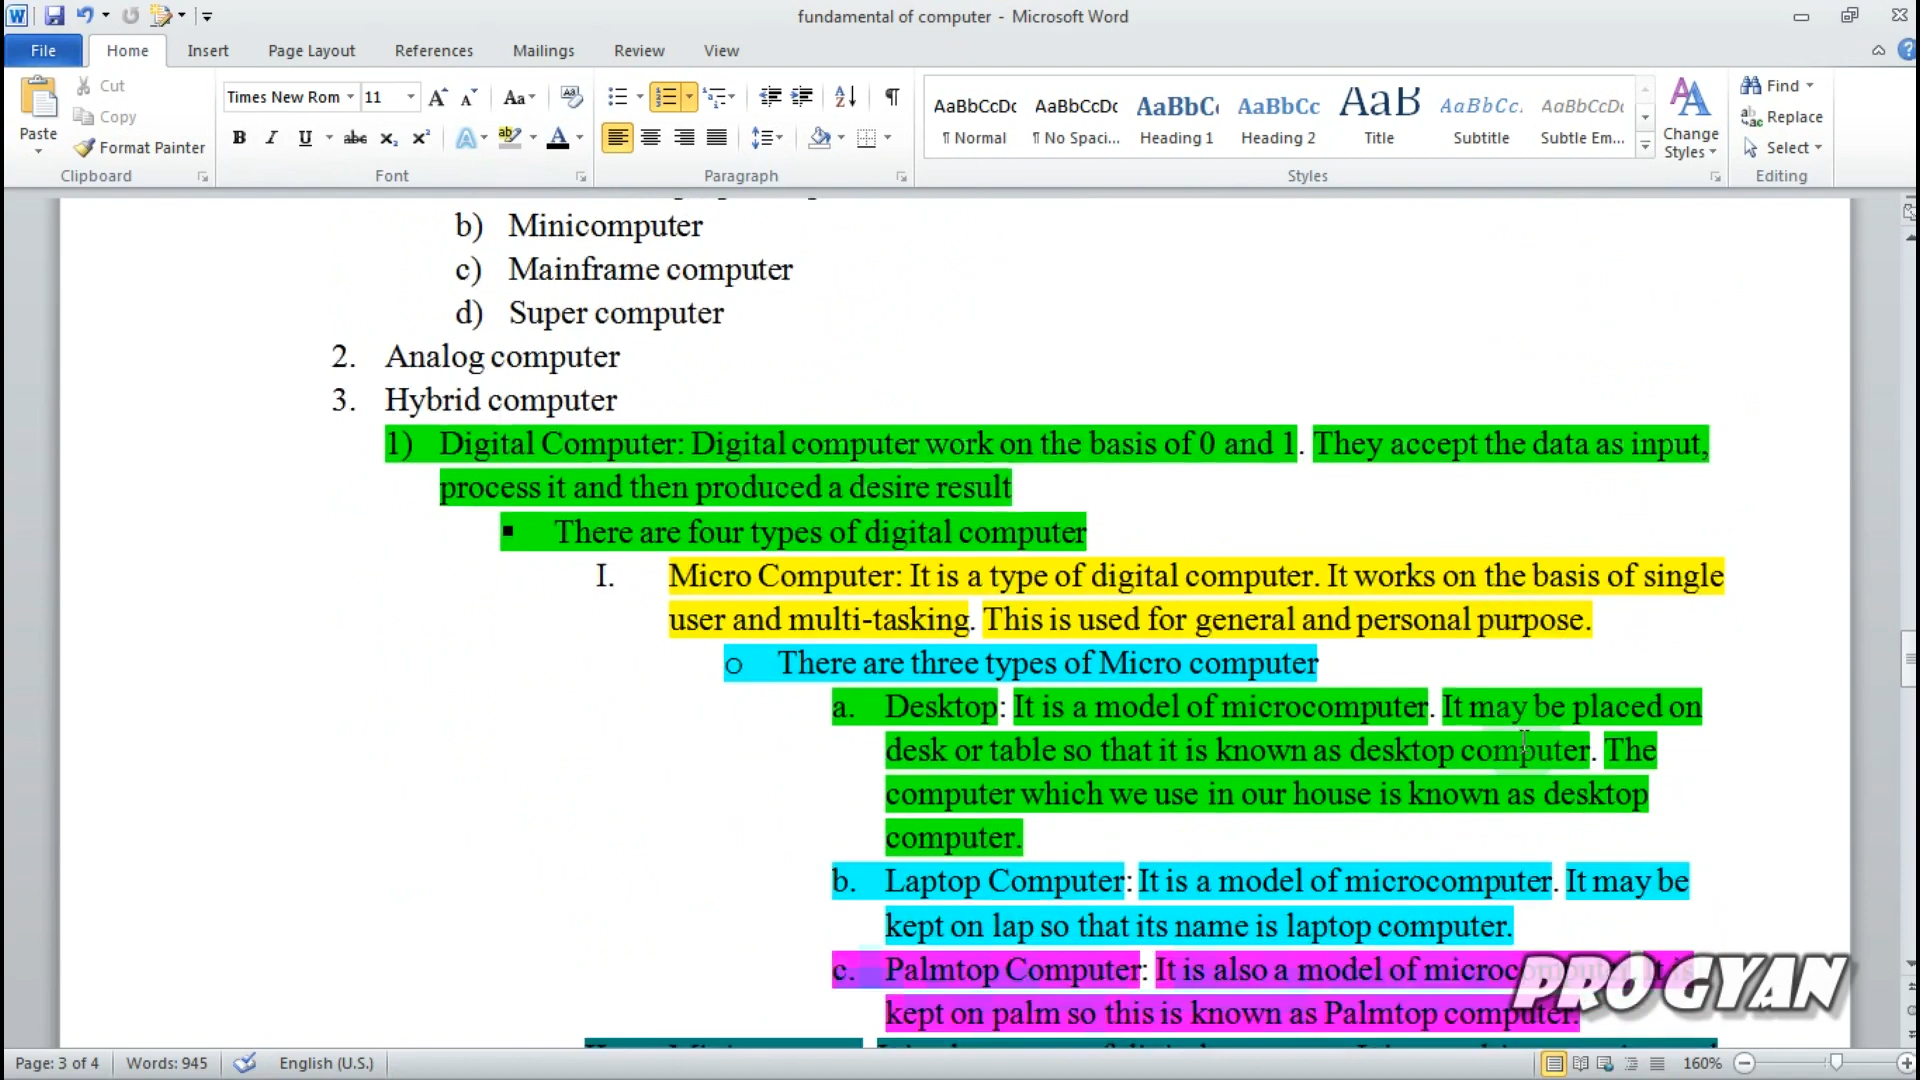 fundamental of computer - Microsoft Word
File Home Insert Page Layout References Mailings Review View
Paste
Cut
Copy
Format Painter
Clipboard
Times New Rom 11
Font
Paragraph
AaBbCcDc AaBbCcDc AaBbC AaBbCc AaB AaBbCc. AaBbCcDc
¶ Normal ¶ No Spaci... Heading 1 Heading 2 Title Subtitle Subtle Em...
Styles
Change
Styles
Find
Replace
Select
Editing
b) Minicomputer
c) Mainframe computer
d) Super computer
2. Analog computer
3. Hybrid computer
1) Digital Computer: Digital computer work on the basis of 0 and 1. They accept the data as input,
process it and then produced a desire result
▪ There are four types of digital computer
I. Micro Computer: It is a type of digital computer. It works on the basis of single
user and multi-tasking. This is used for general and personal purpose.
o There are three types of Micro computer
a. Desktop: It is a model of microcomputer. It may be placed on
desk or table so that it is known as desktop computer. The
computer which we use in our house is known as desktop
computer.
b. Laptop Computer: It is a model of microcomputer. It may be
kept on lap so that its name is laptop computer.
c. Palmtop Computer: It is also a model of microcomputer. It is
kept on palm so this is known as Palmtop computer.
PRO GYAN
Page: 3 of 4 Words: 945 English (U.S.) 160%